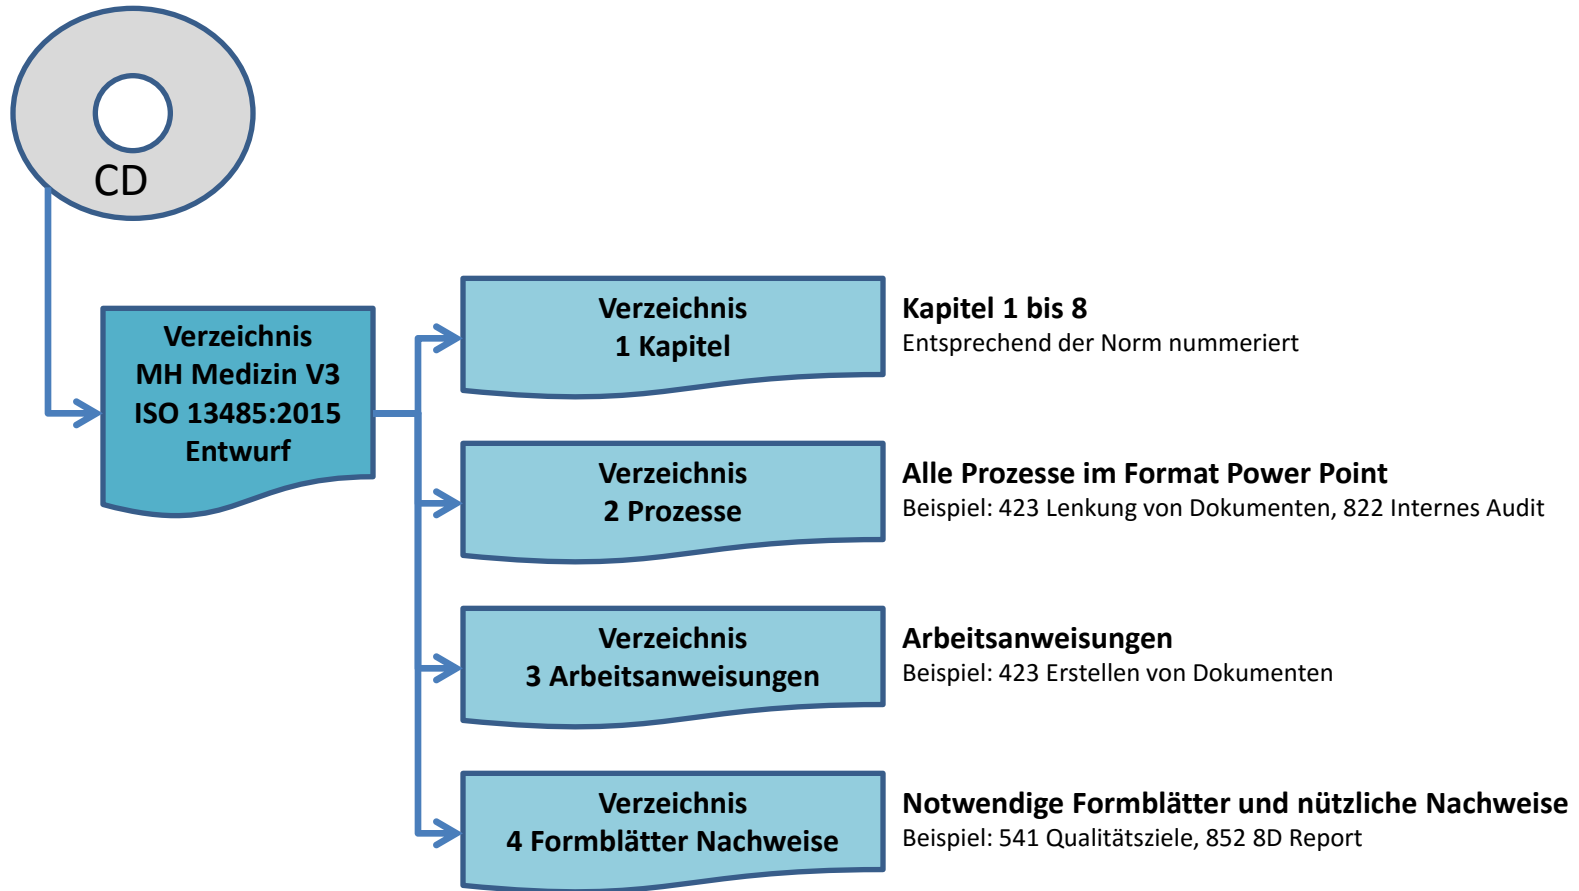 CD
Verzeichnis
MH Medizin V3
ISO 13485:2015
Entwurf
Verzeichnis
1 Kapitel
Kapitel 1 bis 8
Entsprechend der Norm nummeriert
Verzeichnis
2 Prozesse
Alle Prozesse im Format Power Point
Beispiel: 423 Lenkung von Dokumenten, 822 Internes Audit
Verzeichnis
3 Arbeitsanweisungen
Arbeitsanweisungen
Beispiel: 423 Erstellen von Dokumenten
Verzeichnis
4 Formblätter Nachweise
Notwendige Formblätter und nützliche Nachweise
Beispiel: 541 Qualitätsziele, 852 8D Report